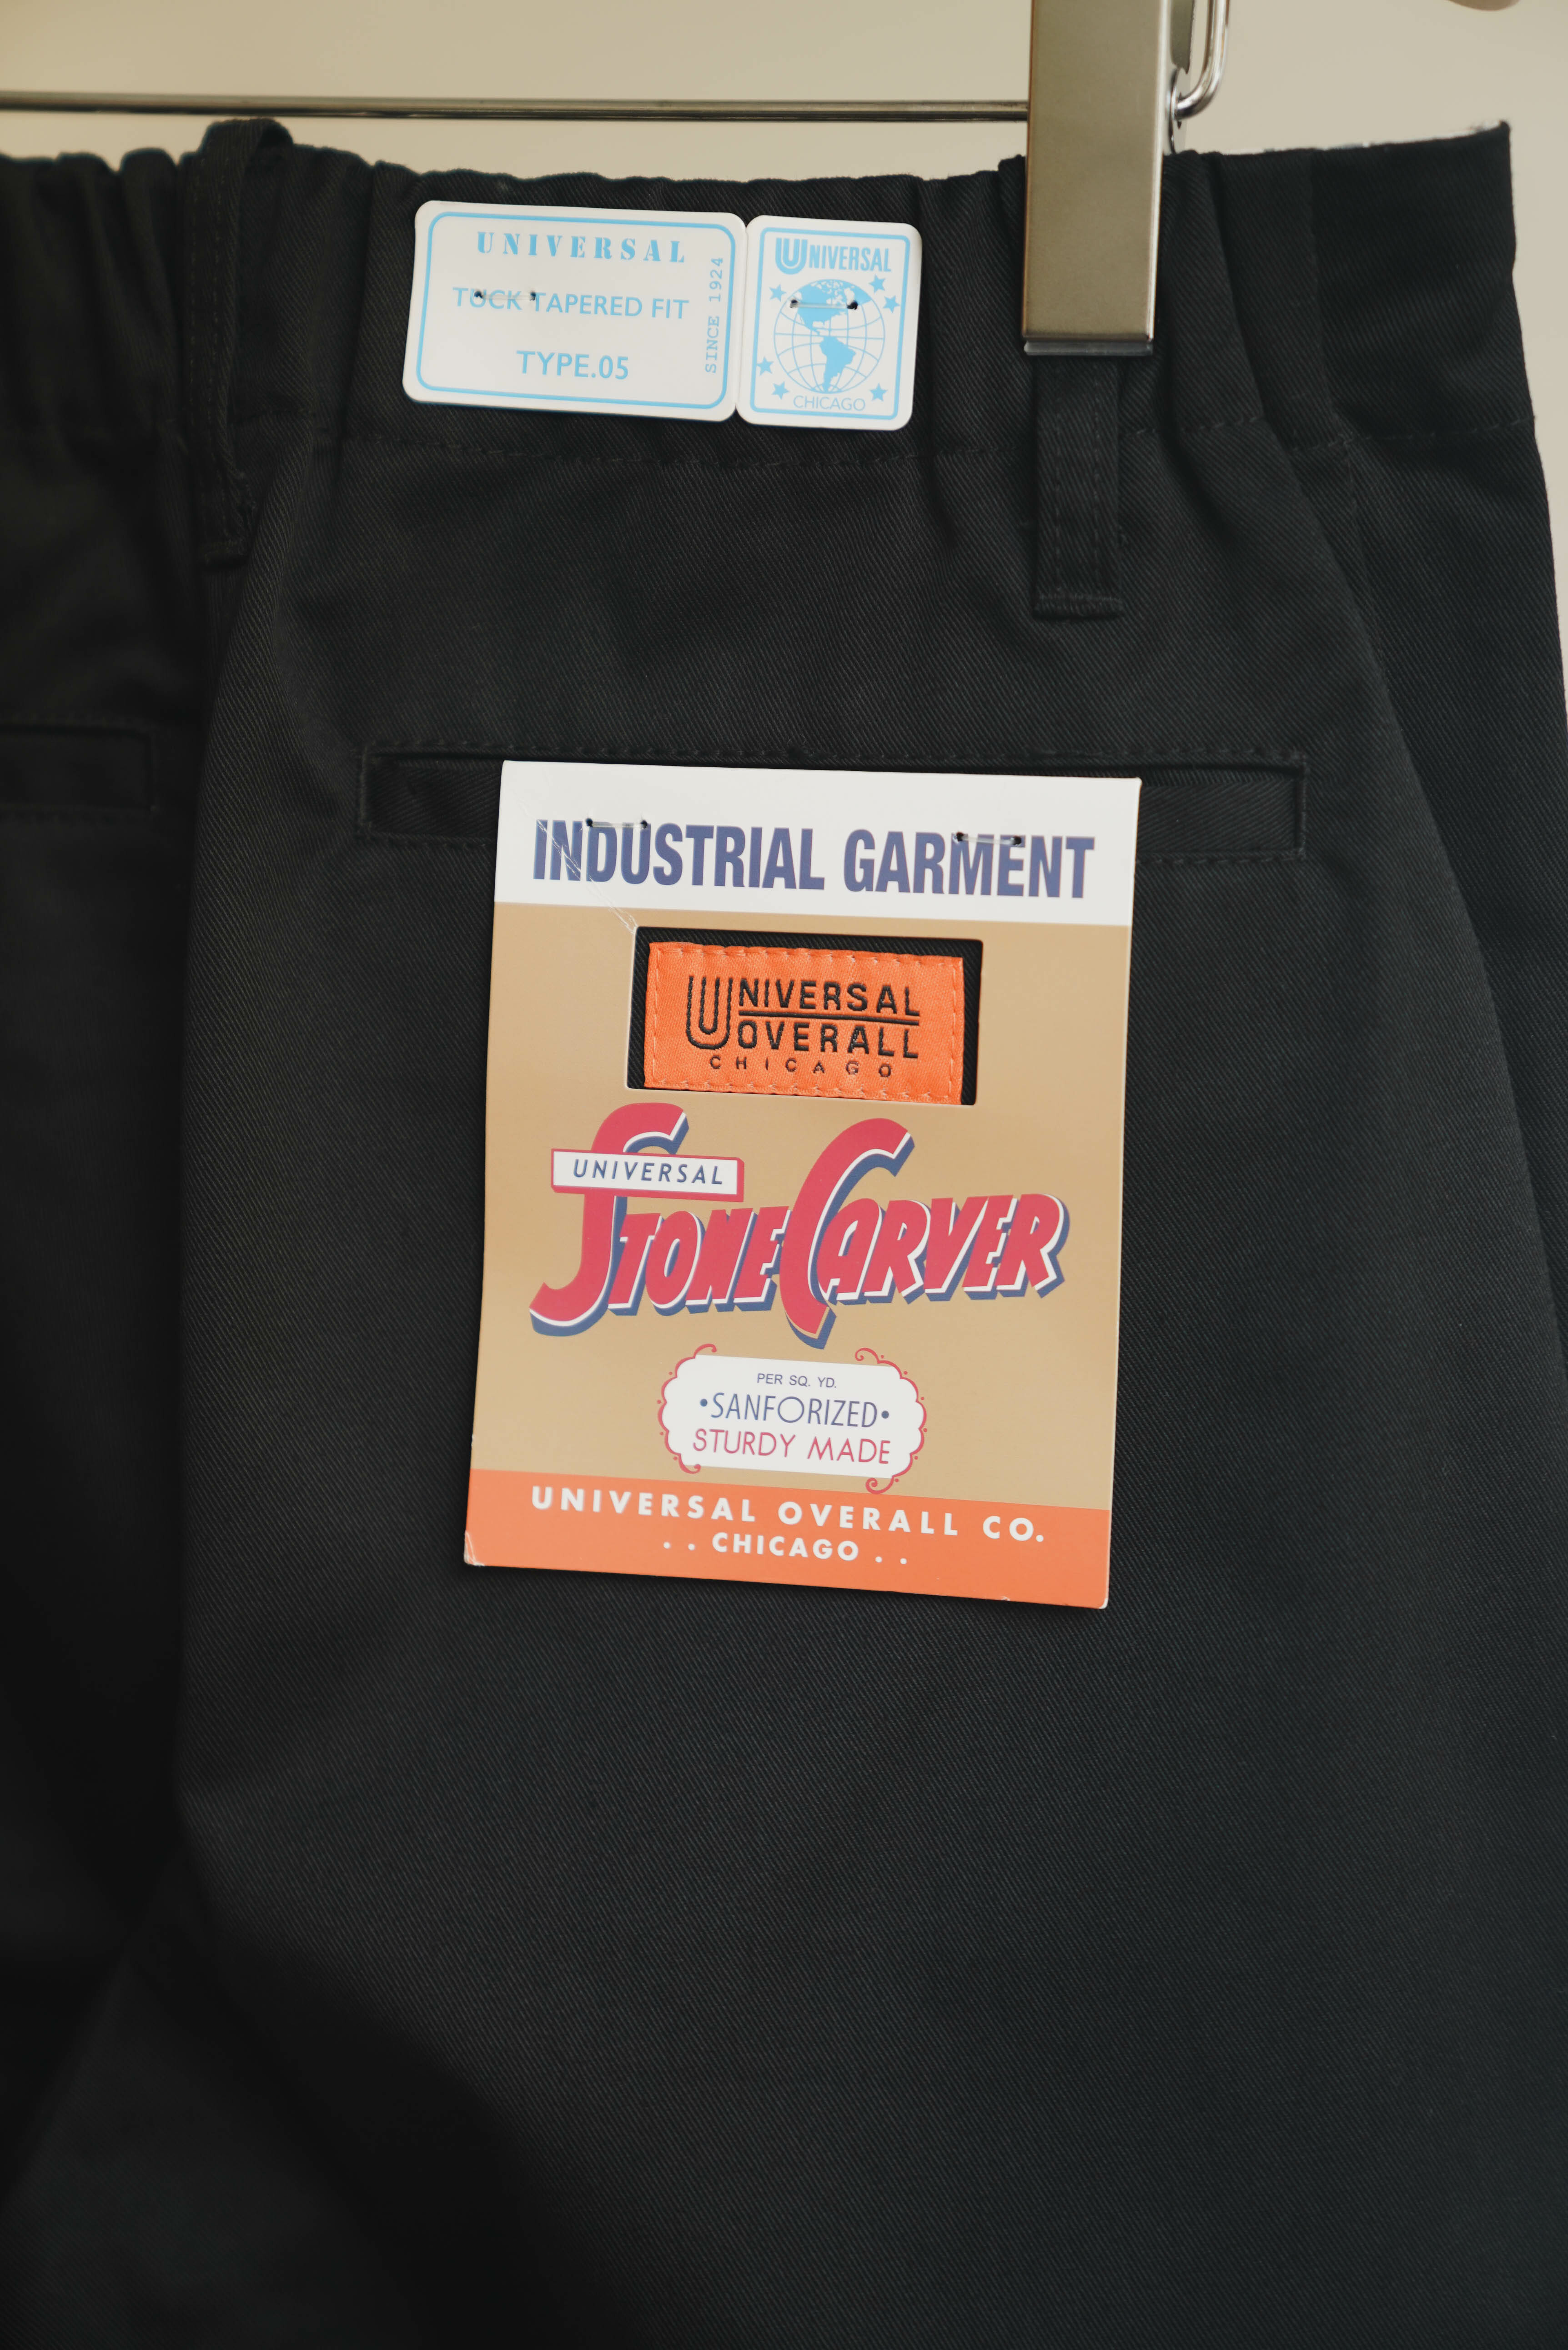 UNIVERSAL
TUCK TAPERED FIT
TYPE.05
SINCE 1924
UNIVERSAL
CHICAGO
INDUSTRIAL GARMENT
UNIVERSAL
OVERALL
CHICAGO
UNIVERSAL
STONE CARVER
PER SQ. YD.
•SANFORIZED•
STURDY MADE
UNIVERSAL OVERALL CO.
. . CHICAGO . .